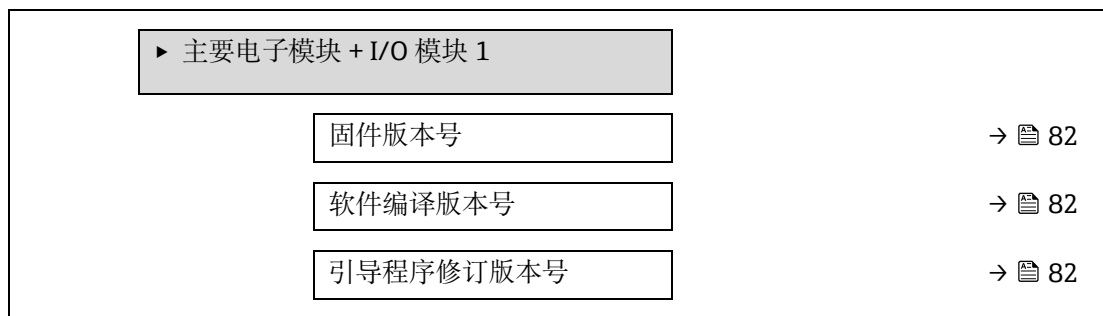 ▸ 主要电子模块 + I/O 模块 1
固件版本号 → 🖹 82
软件编译版本号 → 🖹 82
引导程序修订版本号 → 🖹 82